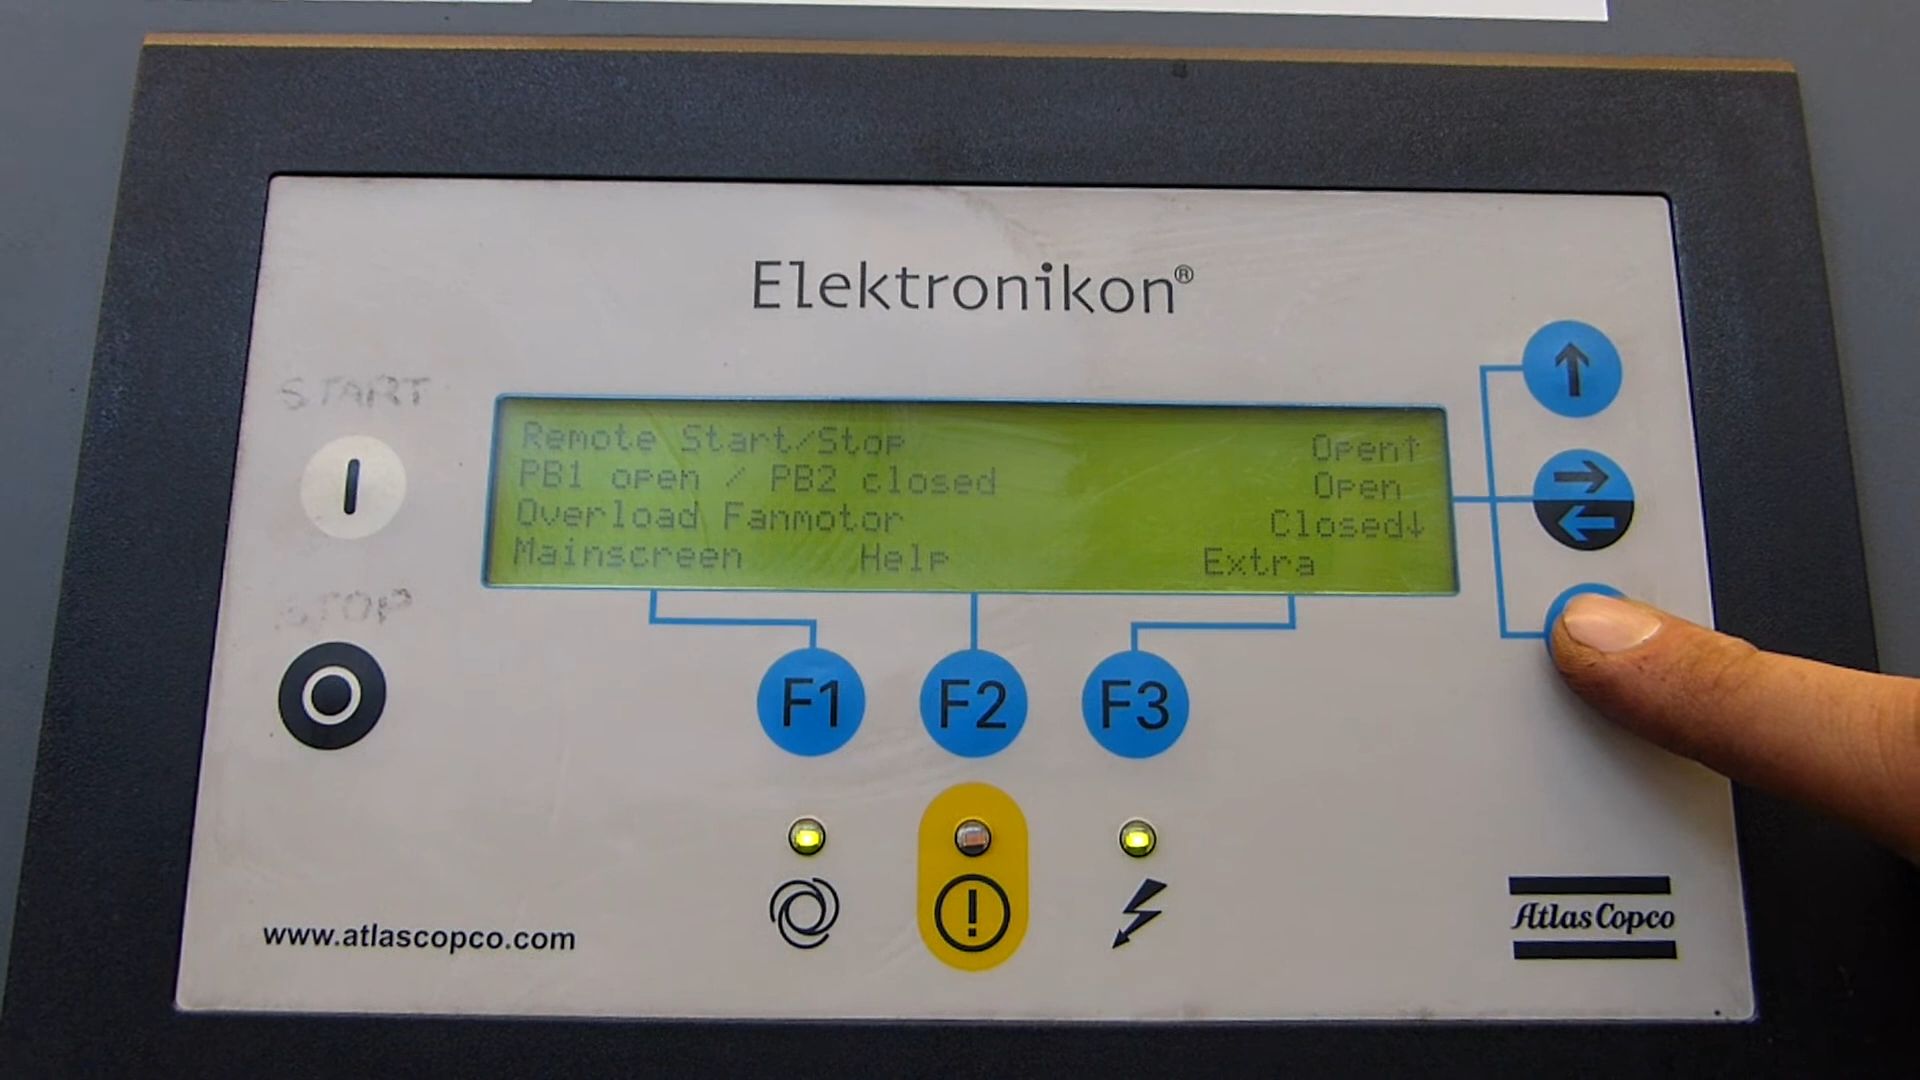 Elektronikon®
START
STOP
Remote Start/Stop Open↑
PB1 open / PB2 closed Open
Overload Fanmotor Closed↓
Mainscreen Help Extra
F1 F2 F3
www.atlascopco.com
Atlas Copco